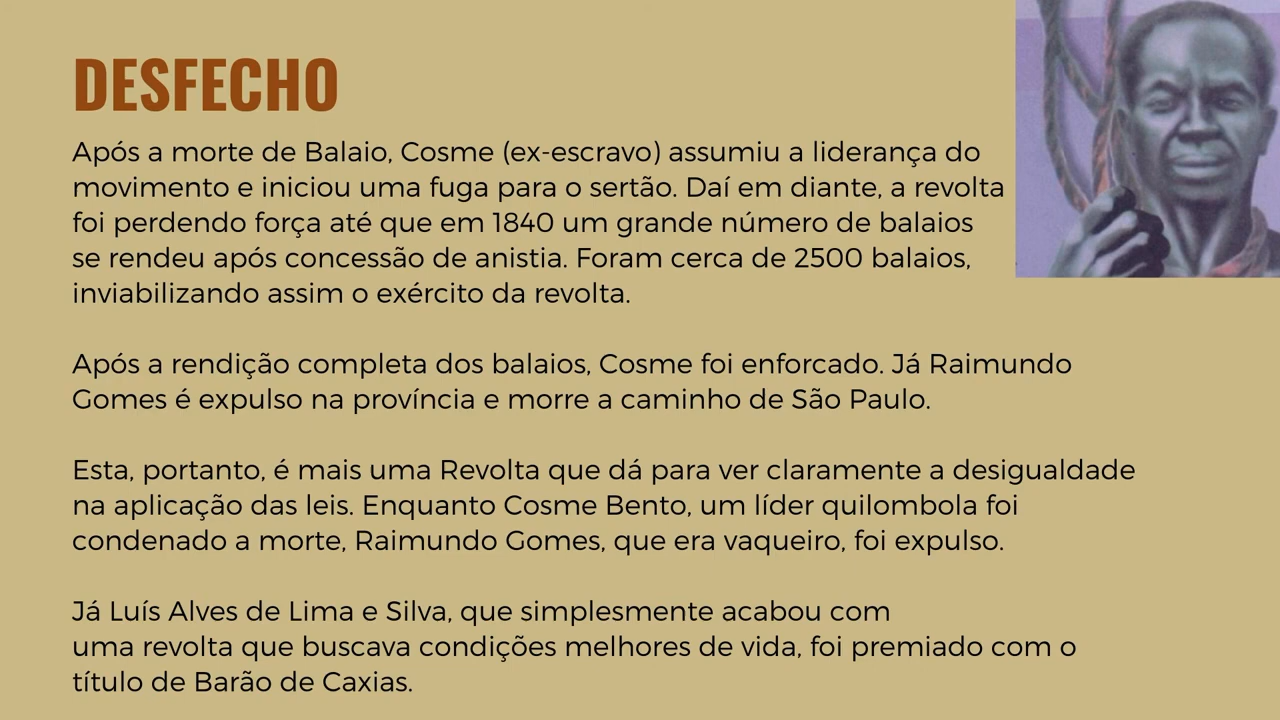 DESFECHO
Após a morte de Balaio, Cosme (ex-escravo) assumiu a liderança do
movimento e iniciou uma fuga para o sertão. Daí em diante, a revolta
foi perdendo força até que em 1840 um grande número de balaios
se rendeu após concessão de anistia. Foram cerca de 2500 balaios,
inviabilizando assim o exército da revolta.
Após a rendição completa dos balaios, Cosme foi enforcado. Já Raimundo
Gomes é expulso na província e morre a caminho de São Paulo.
Esta, portanto, é mais uma Revolta que dá para ver claramente a desigualdade
na aplicação das leis. Enquanto Cosme Bento, um líder quilombola foi
condenado a morte, Raimundo Gomes, que era vaqueiro, foi expulso.
Já Luís Alves de Lima e Silva, que simplesmente acabou com
uma revolta que buscava condições melhores de vida, foi premiado com o
título de Barão de Caxias.